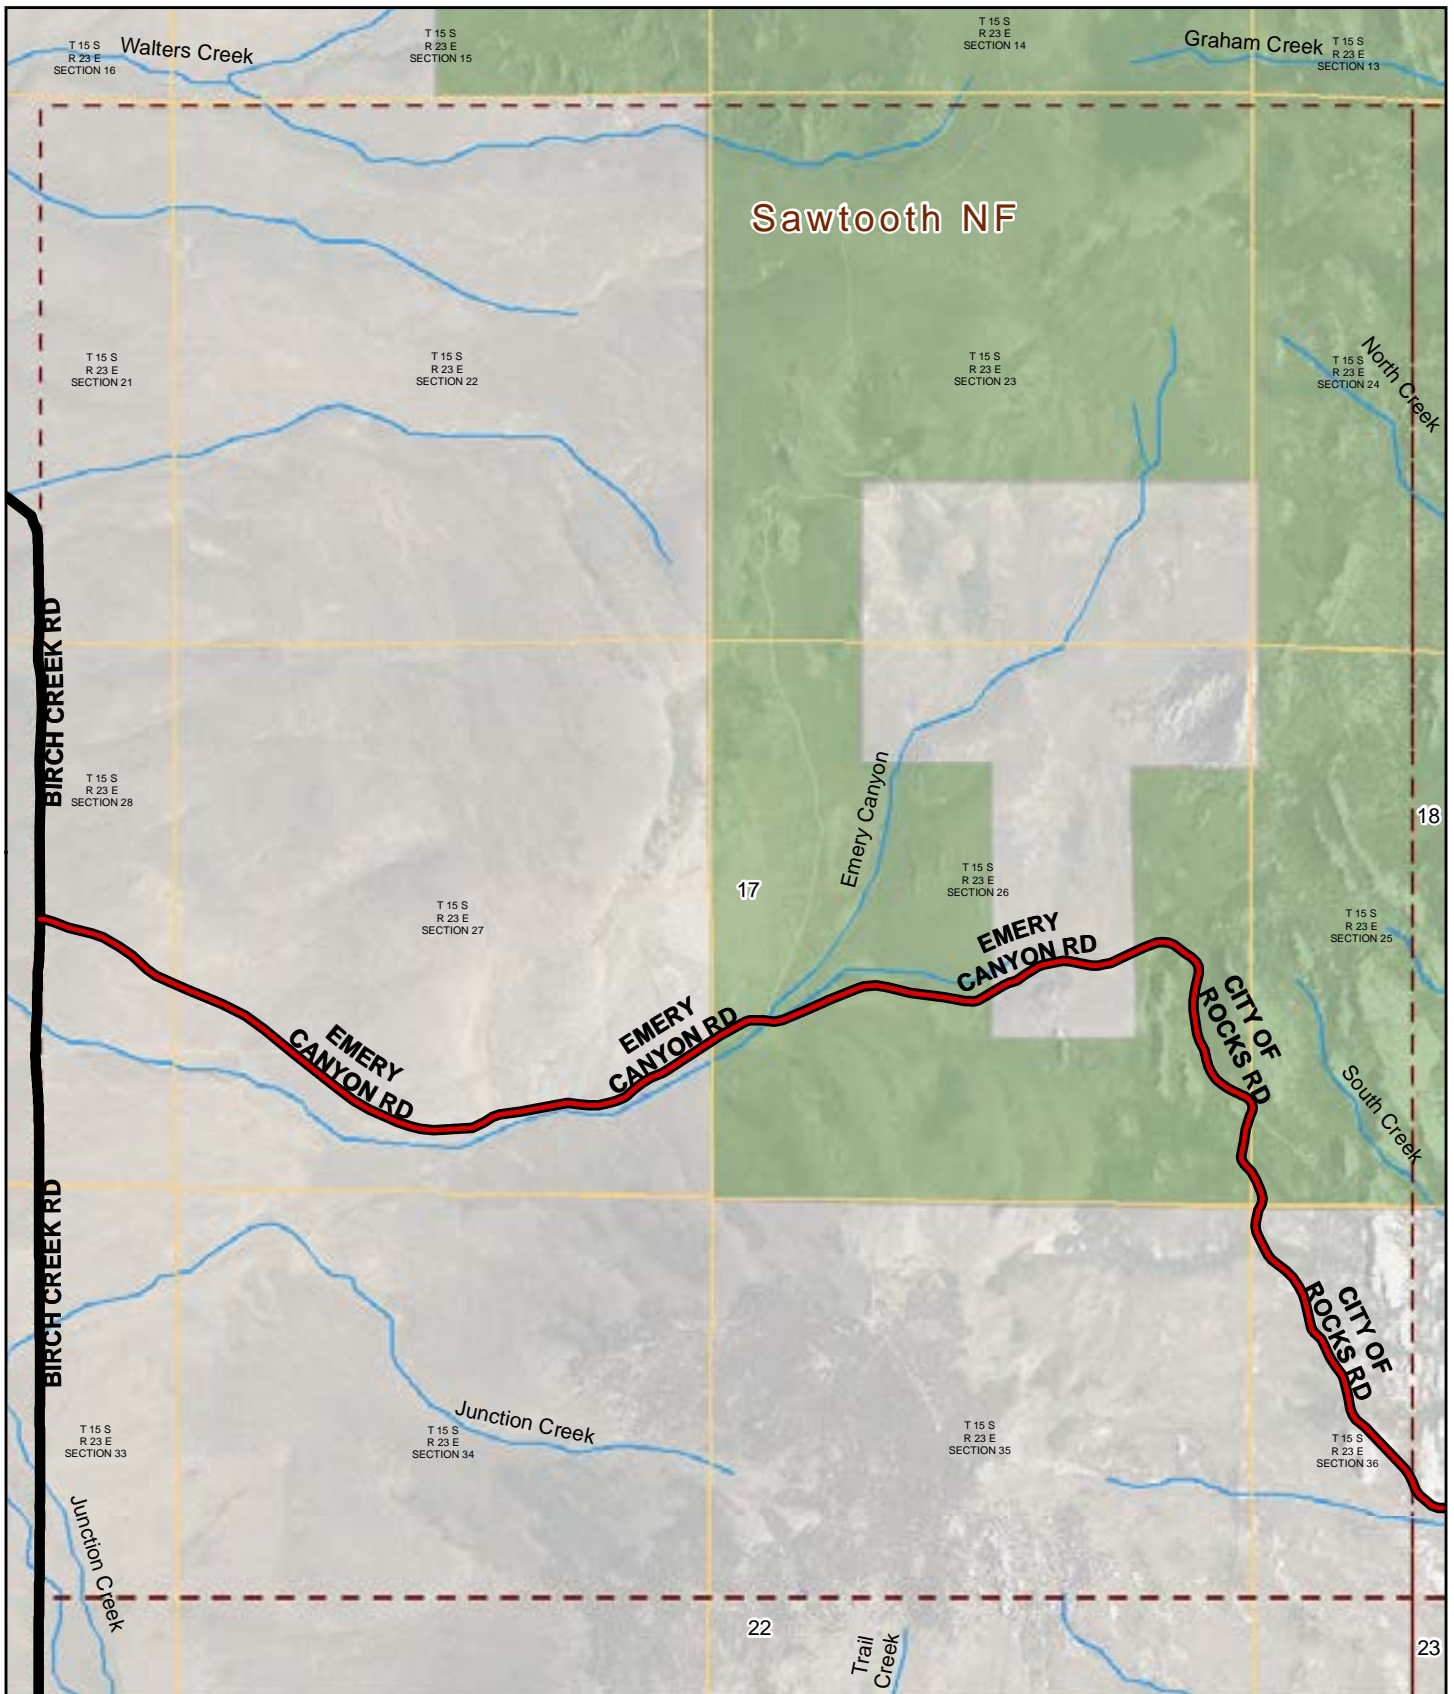 T 15 S
R 23 E
SECTION 16
Walters Creek
T 15 S
R 23 E
SECTION 15
T 15 S
R 23 E
SECTION 14
Graham Creek
T 15 S
R 23 E
SECTION 13
Sawtooth NF
T 15 S
R 23 E
SECTION 21
T 15 S
R 23 E
SECTION 22
T 15 S
R 23 E
SECTION 23
T 15 S
R 23 E
SECTION 24
North Creek
BIRCH CREEK RD
T 15 S
R 23 E
SECTION 28
Emery Canyon
18
17
T 15 S
R 23 E
SECTION 27
T 15 S
R 23 E
SECTION 26
T 15 S
R 23 E
SECTION 25
EMERY
CANYON RD
EMERY
CANYON RD
EMERY
CANYON RD
CITY OF
ROCKS RD
South Creek
BIRCH CREEK RD
CITY OF
ROCKS RD
Junction Creek
T 15 S
R 23 E
SECTION 33
T 15 S
R 23 E
SECTION 34
T 15 S
R 23 E
SECTION 35
T 15 S
R 23 E
SECTION 36
Junction Creek
22
Trail
Creek
23